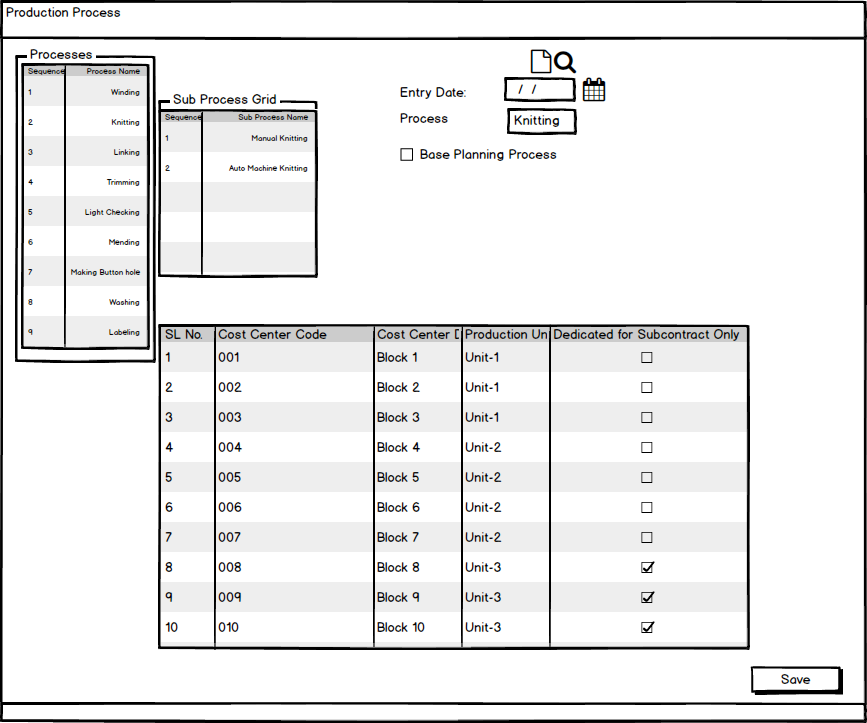 Production Process
Processes
Sequence Process Name
1 Winding
2 Knitting
3 Linking
4 Trimming
5 Light Checking
6 Mending
7 Making Button hole
8 Washing
9 Labeling
Sub Process Grid
Sequence Sub Process Name
1 Manual Knitting
2 Auto Machine Knitting
Entry Date: / /
Process Knitting
Base Planning Process
SL No. Cost Center Code Cost Center D Production Uni Dedicated for Subcontract Only
1 001 Block 1 Unit-1
2 002 Block 2 Unit-1
3 003 Block 3 Unit-1
4 004 Block 4 Unit-2
5 005 Block 5 Unit-2
6 006 Block 6 Unit-2
7 007 Block 7 Unit-2
8 008 Block 8 Unit-3
9 009 Block 9 Unit-3
10 010 Block 10 Unit-3
Save